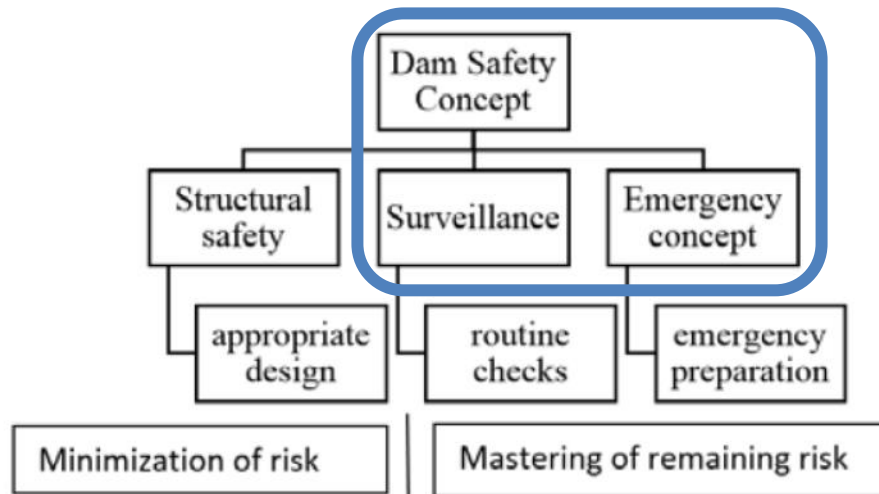 Dam Safety
Concept
Structural
safety
Surveillance
Emergency
concept
appropriate
design
routine
checks
emergency
preparation
Minimization of risk
Mastering of remaining risk